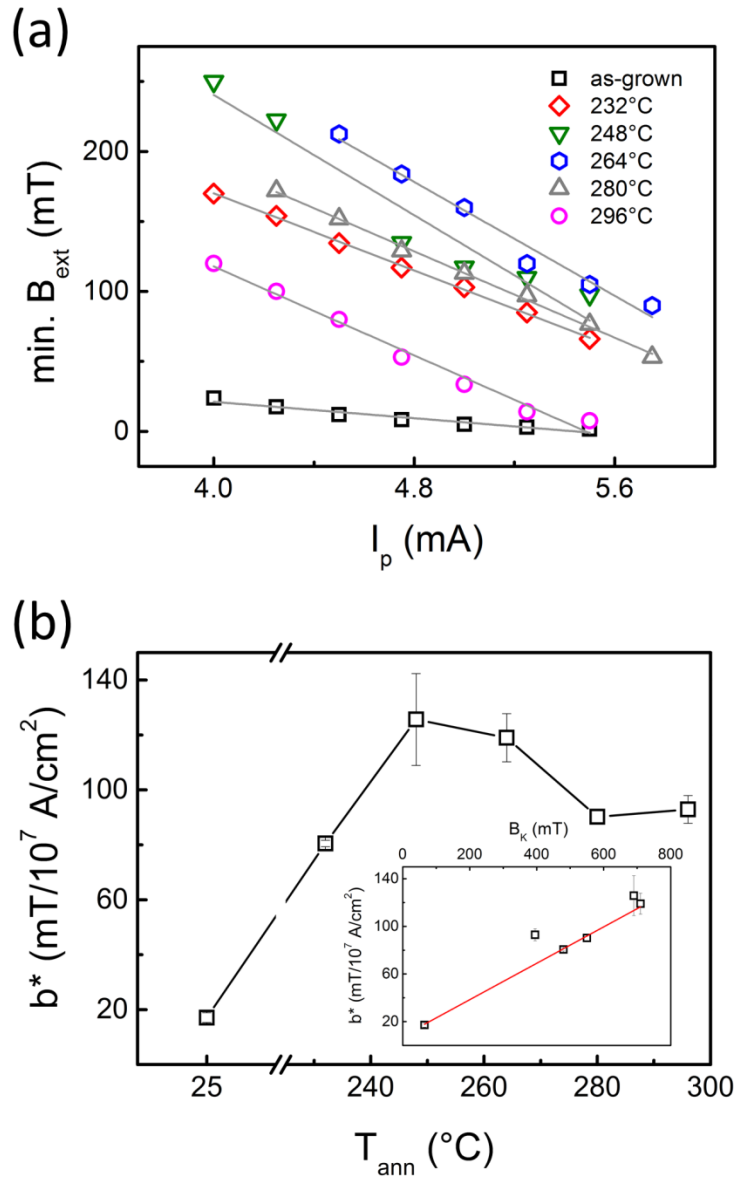 (a)
min. B_ext (mT)
200
100
0
as-grown
232°C
248°C
264°C
280°C
296°C
4.0 4.8 5.6
I_p (mA)
(b)
b* (mT/10^7 A/cm^2)
140
100
60
20
B_K (mT)
0 200 400 600 800
b* (mT/10^7 A/cm^2)
140
100
60
20
25 240 260 280 300
T_ann (°C)